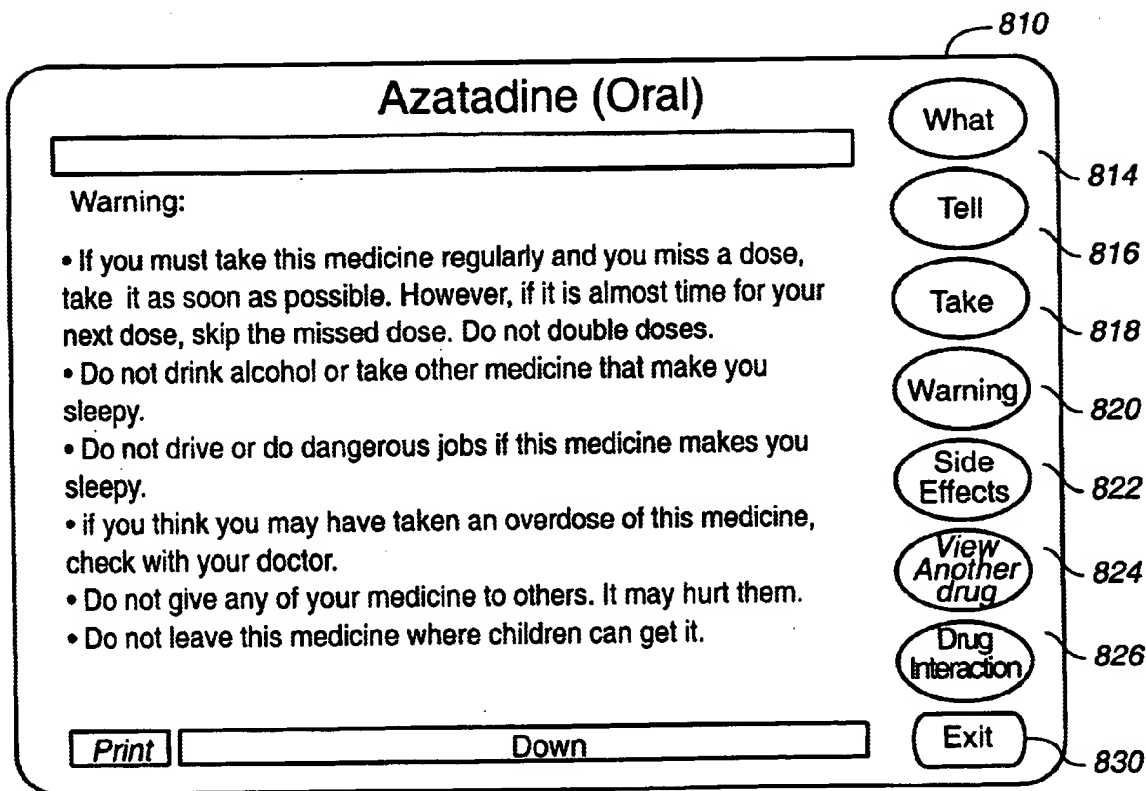 810
Azatadine (Oral)
What
814
Warning:
Tell
816
• If you must take this medicine regularly and you miss a dose,
take it as soon as possible. However, if it is almost time for your
next dose, skip the missed dose. Do not double doses.
Take
818
• Do not drink alcohol or take other medicine that make you
sleepy.
Warning
820
• Do not drive or do dangerous jobs if this medicine makes you
sleepy.
Side
Effects
822
• if you think you may have taken an overdose of this medicine,
check with your doctor.
View
Another
drug
824
• Do not give any of your medicine to others. It may hurt them.
• Do not leave this medicine where children can get it.
Drug
Interaction
826
Print
Down
Exit
830